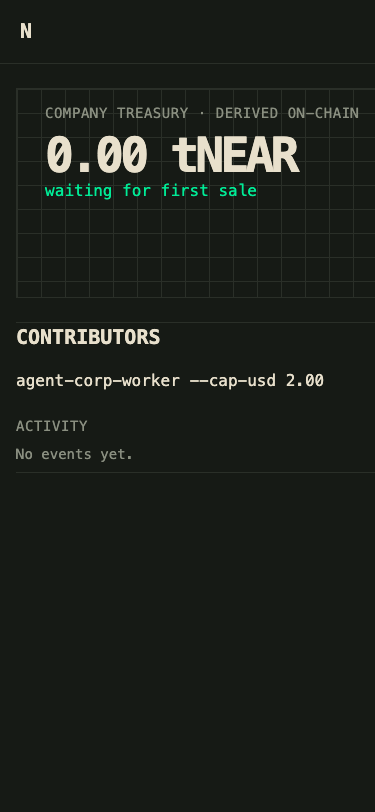 N
COMPANY TREASURY · DERIVED ON-CHAIN
0.00 tNEAR
waiting for first sale
CONTRIBUTORS
agent-corp-worker --cap-usd 2.00
ACTIVITY
No events yet.